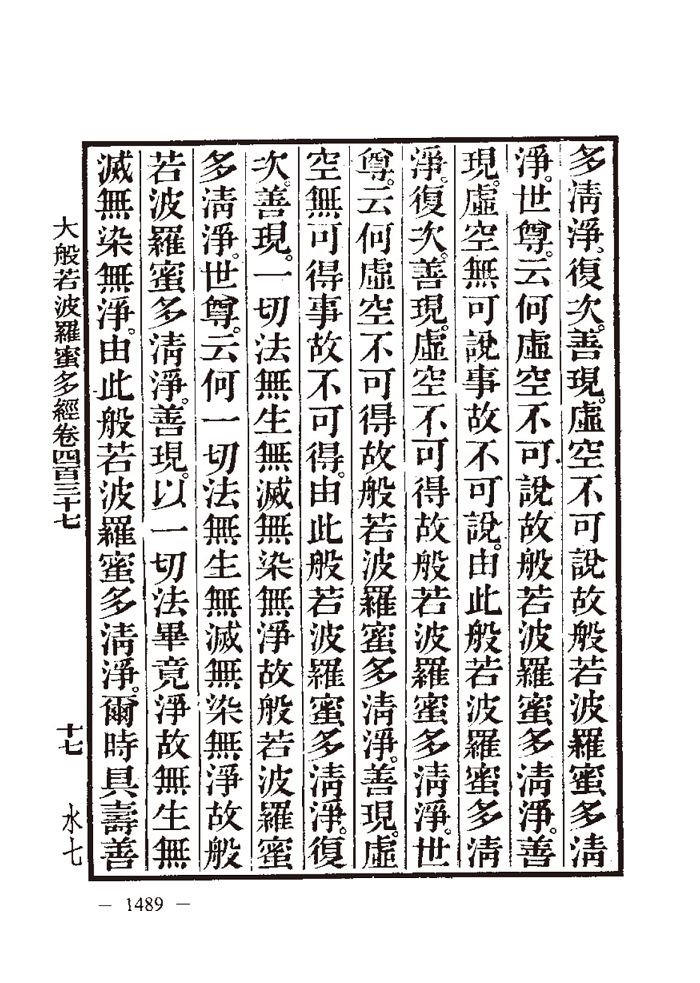 多清淨。復次。善現。虛空不可說故般若波羅蜜多清
淨。世尊。云何虛空不可說故般若波羅蜜多清淨。善
現。虛空無可說事故不可說。由此般若波羅蜜多清
淨。復次。善現。虛空不可得故般若波羅蜜多清淨。世
尊。云何虛空不可得故般若波羅蜜多清淨。善現。虛
空無可得事故不可得。由此般若波羅蜜多清淨。復
次。善現。一切法無生無滅無染無淨故般若波羅蜜
多清淨。世尊。云何一切法無生無滅無染無淨故般
若波羅蜜多清淨。善現。以一切法畢竟淨故無生無
滅無染無淨。由此般若波羅蜜多清淨。爾時具壽善
大般若波羅蜜多經卷四百三十七 十七 水七
— 1489 —